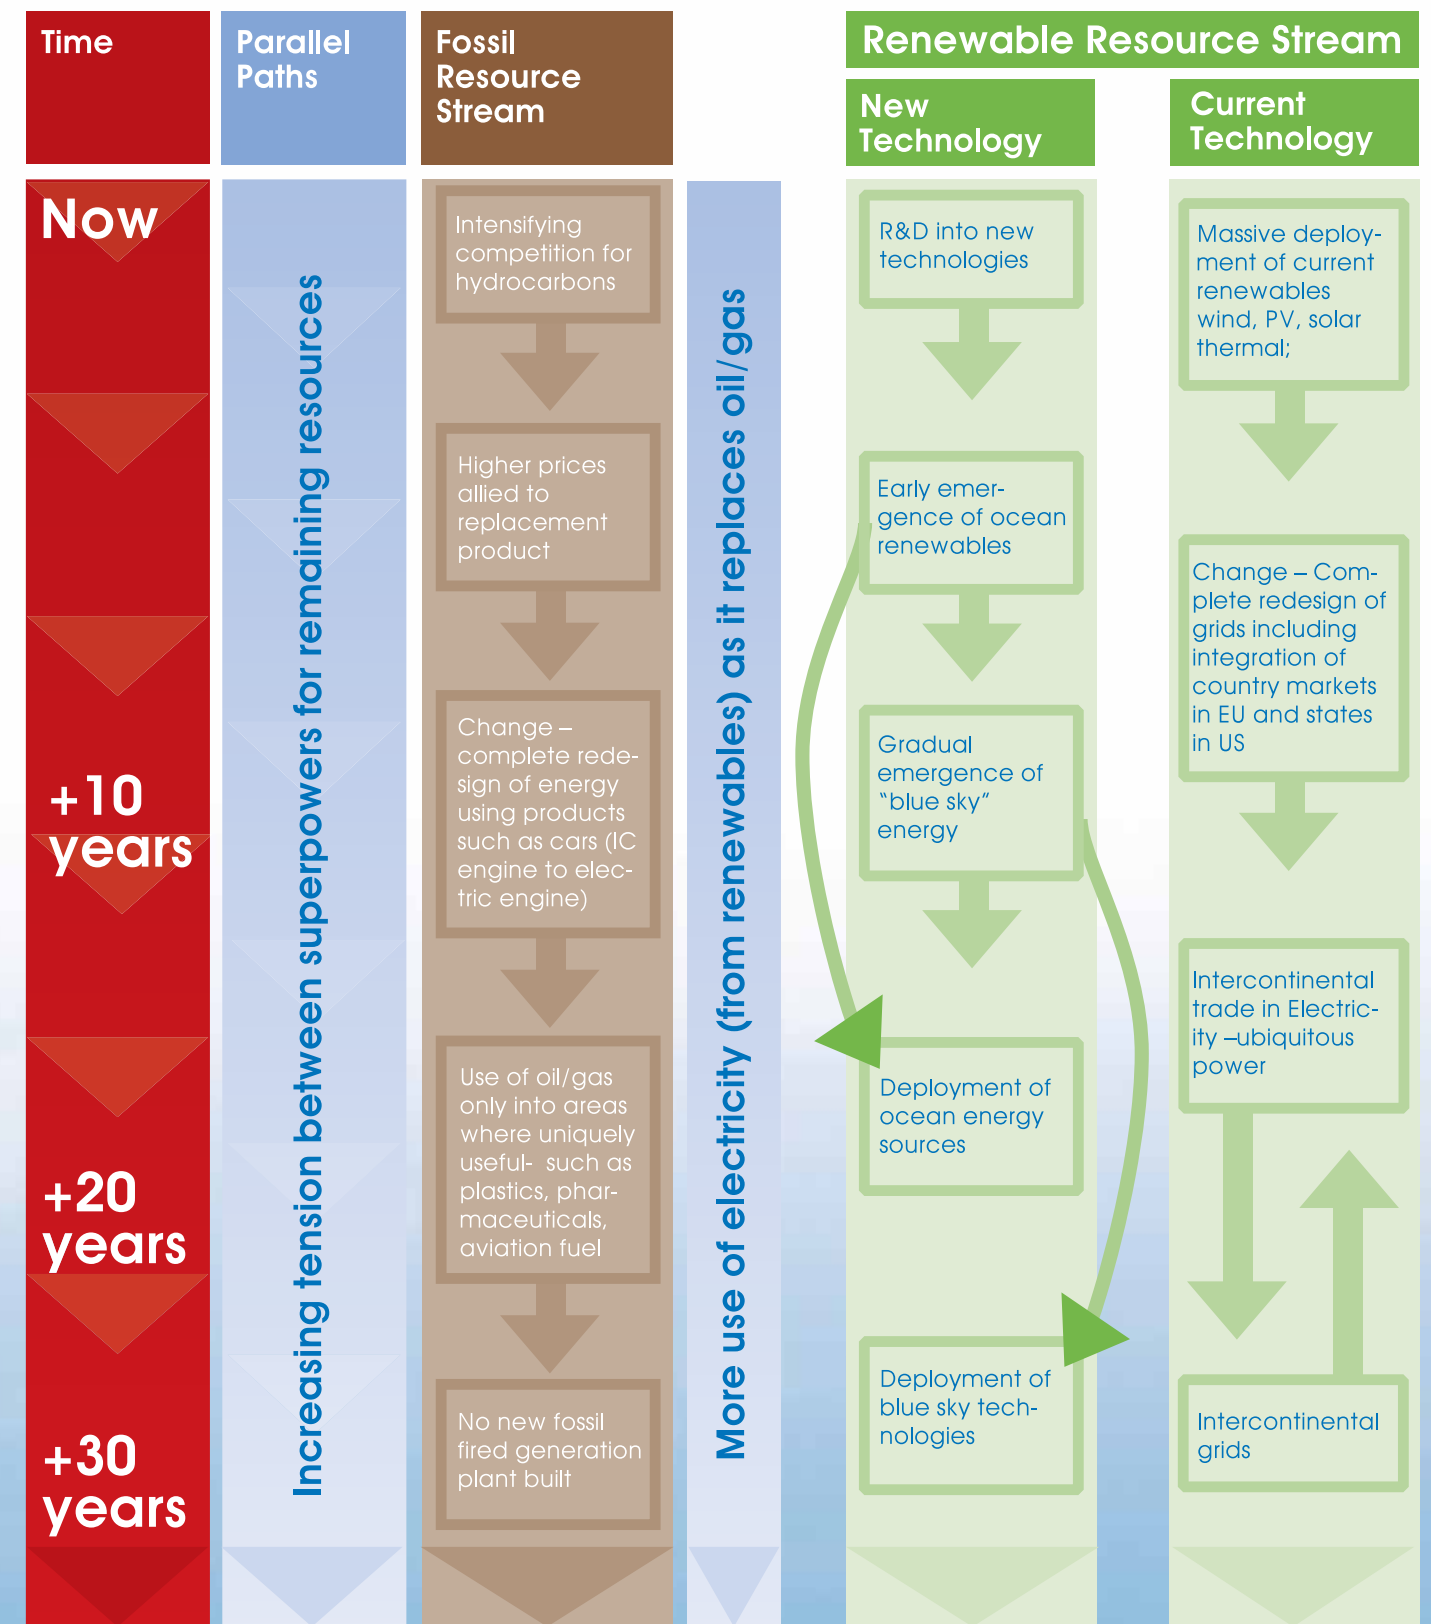 Time
Parallel
Paths
Fossil
Resource
Stream
Renewable Resource Stream
New
Technology
Current
Technology
Now
+10
years
+20
years
+30
years
Increasing tension between superpowers for remaining resources
Intensifying
competition for
hydrocarbons
Higher prices
allied to
replacement
product
Change –
complete rede-
sign of energy
using products
such as cars (IC
engine to elec-
tric engine)
Use of oil/gas
only into areas
where uniquely
useful- such as
plastics, phar-
maceuticals,
aviation fuel
No new fossil
fired generation
plant built
More use of electricity (from renewables) as it replaces oil/gas
R&D into new
technologies
Early emer-
gence of ocean
renewables
Gradual
emergence of
“blue sky”
energy
Deployment of
ocean energy
sources
Deployment of
blue sky tech-
nologies
Massive deploy-
ment of current
renewables
wind, PV, solar
thermal;
Change – Com-
plete redesign of
grids including
integration of
country markets
in EU and states
in US
Intercontinental
trade in Electric-
ity –ubiquitous
power
Intercontinental
grids